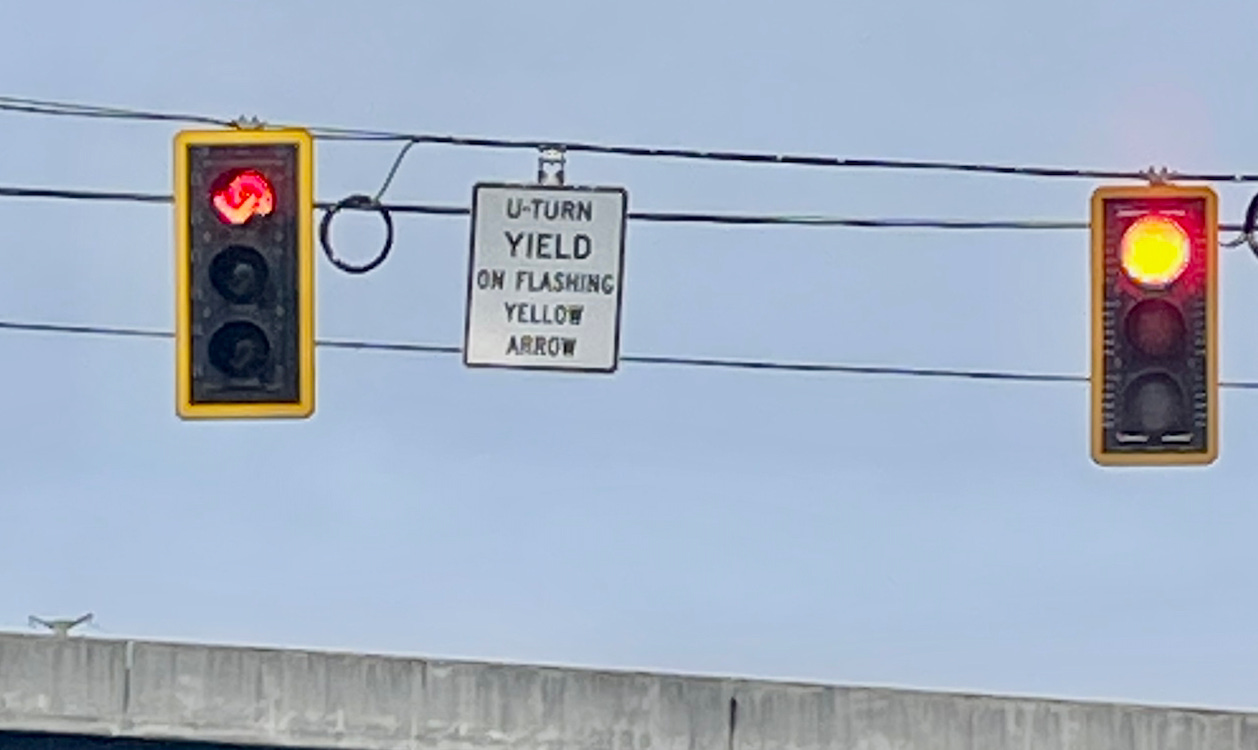 U-TURN
YIELD
ON FLASHING
YELLOW
ARROW